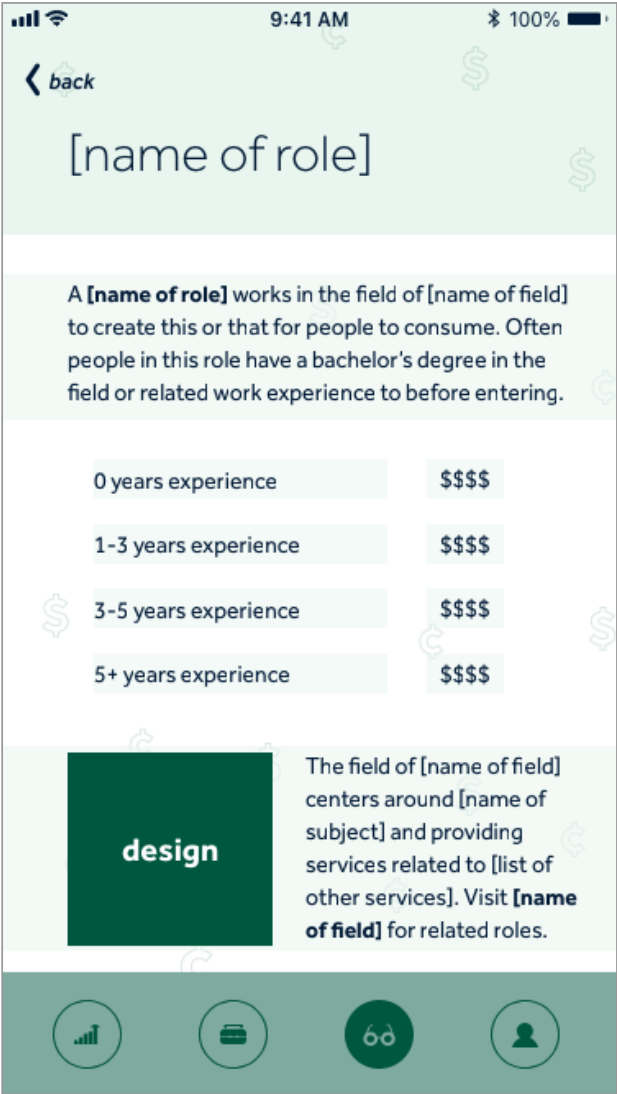 9:41 AM
100%
back
[name of role]
A [name of role] works in the field of [name of field]
to create this or that for people to consume. Often
people in this role have a bachelor's degree in the
field or related work experience to before entering.
0 years experience
$$$$
1-3 years experience
$$$$
3-5 years experience
$$$$
5+ years experience
$$$$
design
The field of [name of field]
centers around [name of
subject] and providing
services related to [list of
other services]. Visit [name
of field] for related roles.